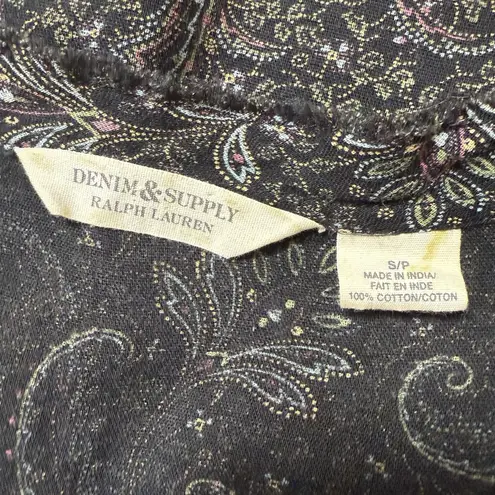 DENIM & SUPPLY
RALPH LAUREN
S/P
MADE IN INDIA/
FAIT EN INDE
100% COTTON/COTON